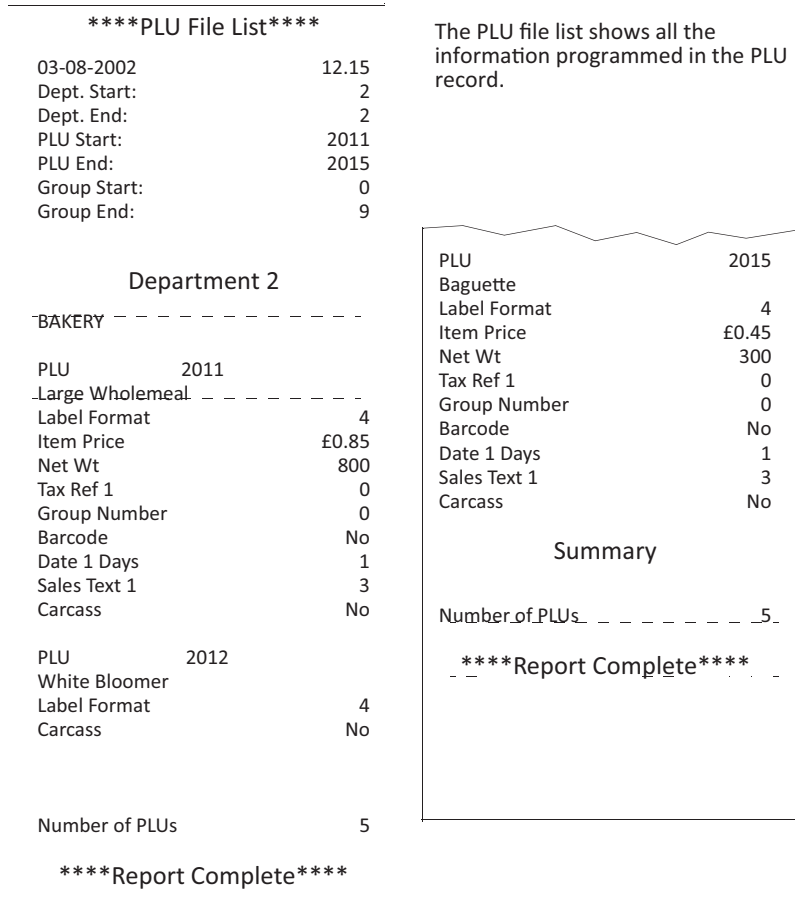 ****PLU File List****
03-08-2002 12.15
Dept. Start: 2
Dept. End: 2
PLU Start: 2011
PLU End: 2015
Group Start: 0
Group End: 9
Department 2
BAKERY
PLU 2011
Large Wholemeal
Label Format 4
Item Price £0.85
Net Wt 800
Tax Ref 1 0
Group Number 0
Barcode No
Date 1 Days 1
Sales Text 1 3
Carcass No
PLU 2012
White Bloomer
Label Format 4
Carcass No
Number of PLUs 5
****Report Complete****
The PLU file list shows all the
information programmed in the PLU
record.
PLU 2015
Baguette
Label Format 4
Item Price £0.45
Net Wt 300
Tax Ref 1 0
Group Number 0
Barcode No
Date 1 Days 1
Sales Text 1 3
Carcass No
Summary
Number of PLUs 5
****Report Complete****